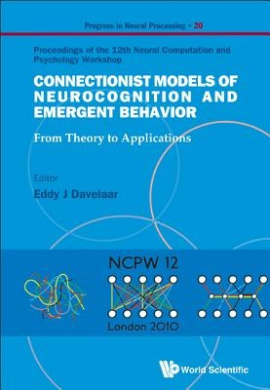 Progress in Neural Processing • 20
Proceedings of the 12th Neural Computation and
Psychology Workshop
CONNECTIONIST MODELS OF
NEUROCOGNITION AND
EMERGENT BEHAVIOR
From Theory to Applications
Editor
Eddy J Davelaar
NCPW 12
London 2010
World Scientific